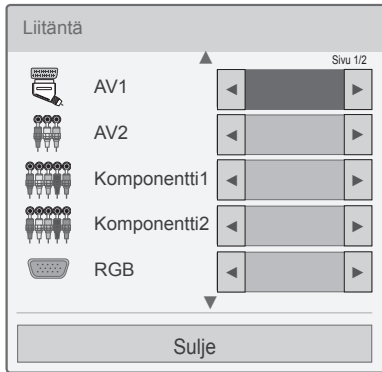 Liitäntä
Sivu 1/2
AV1
AV2
Komponentti1
Komponentti2
RGB
Sulje